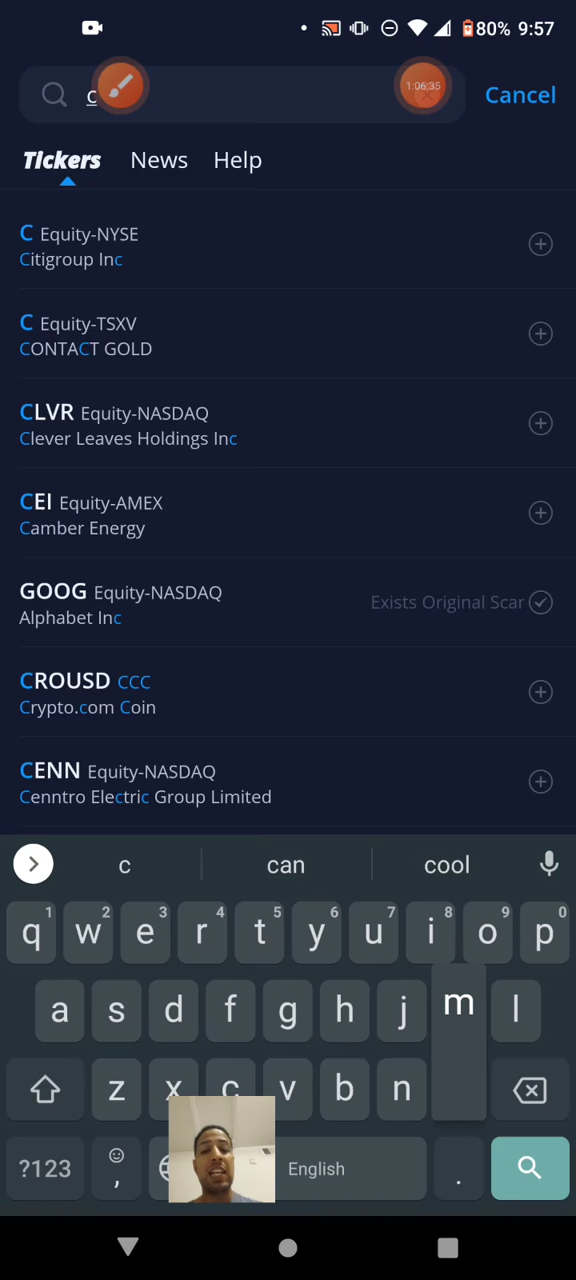 80% 9:57
c
1:06:35
Cancel
Tickers News Help
C Equity-NYSE
Citigroup Inc
C Equity-TSXV
CONTACT GOLD
CLVR Equity-NASDAQ
Clever Leaves Holdings Inc
CEI Equity-AMEX
Camber Energy
GOOG Equity-NASDAQ
Alphabet Inc
Exists Original Scar
CROUSD CCC
Crypto.com Coin
CENN Equity-NASDAQ
Cenntro Electric Group Limited
c can cool
1 2 3 4 5 6 7 8 9 0
q w e r t y u i o p
a s d f g h j m l
z x c v b n
?123 , English .